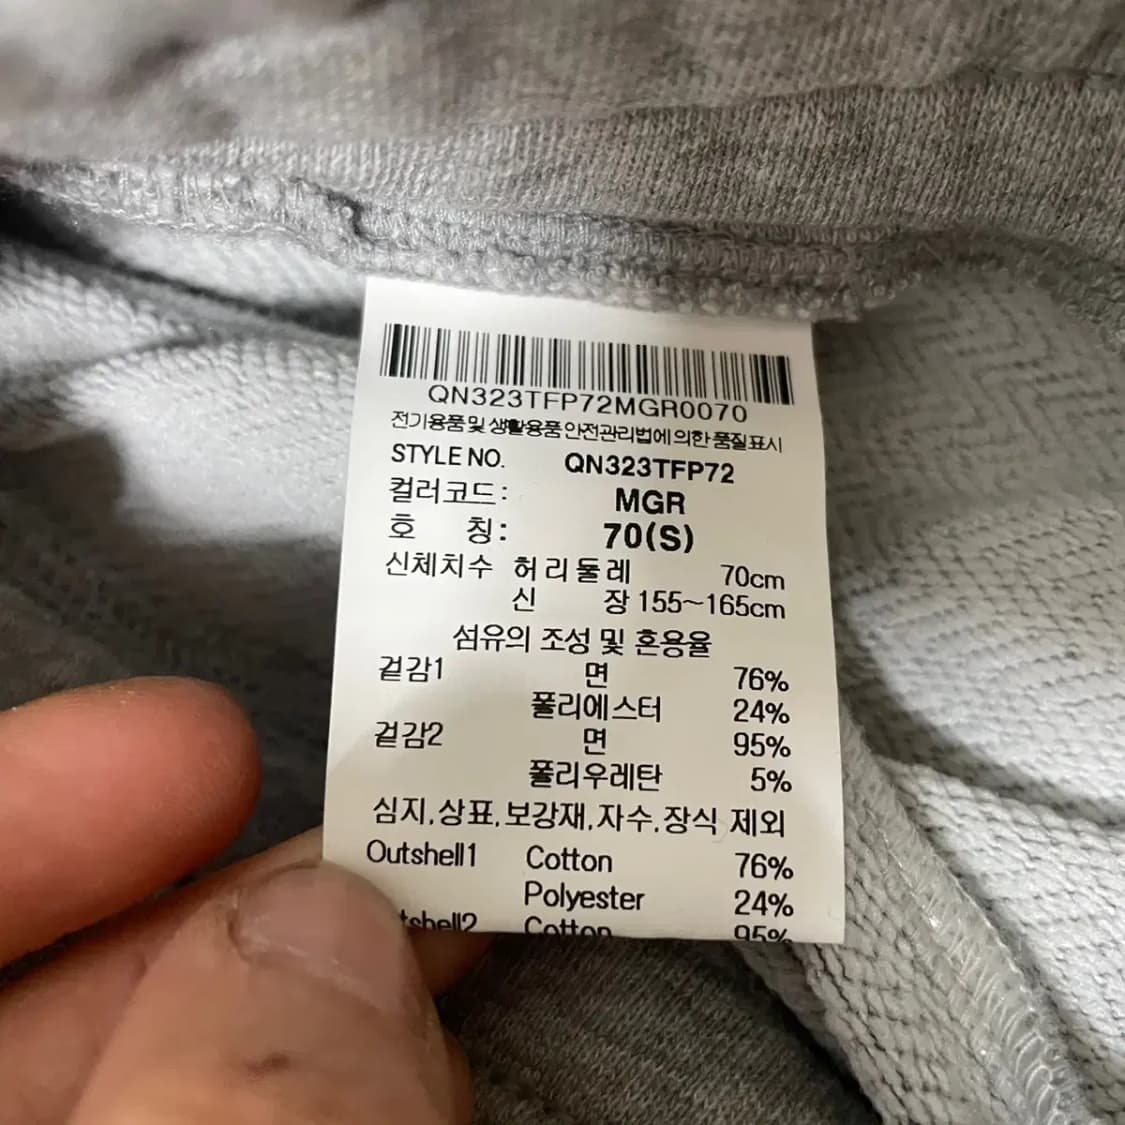 QN323TFP72MGR0070
전기용품 및 생활용품 안전관리법에 의한 품질표시
STYLE NO. QN323TFP72
컬러코드: MGR
호 칭: 70(S)
신체치수 허리둘레 70cm
신 장 155~165cm
섬유의 조성 및 혼용율
겉감1 면 76%
폴리에스터 24%
겉감2 면 95%
폴리우레탄 5%
심지,상표,보강재,자수,장식 제외
Outshell1 Cotton 76%
Polyester 24%
tshell2 Cotton 95%